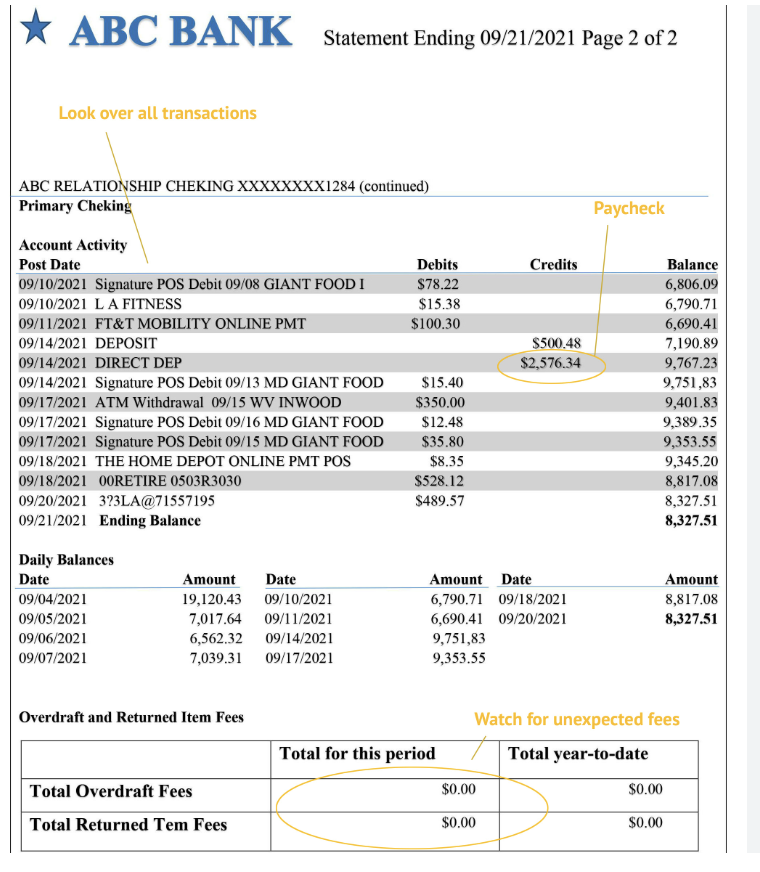 ABC BANK Statement Ending 09/21/2021 Page 2 of 2
Look over all transactions
ABC RELATIONSHIP CHEKING XXXXXXXX1284 (continued)
Primary Cheking
Paycheck
Account Activity
Post Date Debits Credits Balance
09/10/2021 Signature POS Debit 09/08 GIANT FOOD I $78.22 6,806.09
09/10/2021 L A FITNESS $15.38 6,790.71
09/11/2021 FT&T MOBILITY ONLINE PMT $100.30 6,690.41
09/14/2021 DEPOSIT $500.48 7,190.89
09/14/2021 DIRECT DEP $2,576.34 9,767.23
09/14/2021 Signature POS Debit 09/13 MD GIANT FOOD $15.40 9,751,83
09/17/2021 ATM Withdrawal 09/15 WV INWOOD $350.00 9,401.83
09/17/2021 Signature POS Debit 09/16 MD GIANT FOOD $12.48 9,389.35
09/17/2021 Signature POS Debit 09/15 MD GIANT FOOD $35.80 9,353.55
09/18/2021 THE HOME DEPOT ONLINE PMT POS $8.35 9,345.20
09/18/2021 00RETIRE 0503R3030 $528.12 8,817.08
09/20/2021 3?3LA@71557195 $489.57 8,327.51
09/21/2021 Ending Balance 8,327.51
Daily Balances
Date Amount Date Amount Date Amount
09/04/2021 19,120.43 09/10/2021 6,790.71 09/18/2021 8,817.08
09/05/2021 7,017.64 09/11/2021 6,690.41 09/20/2021 8,327.51
09/06/2021 6,562.32 09/14/2021 9,751,83
09/07/2021 7,039.31 09/17/2021 9,353.55
Overdraft and Returned Item Fees
Watch for unexpected fees
Total for this period Total year-to-date
Total Overdraft Fees $0.00 $0.00
Total Returned Tem Fees $0.00 $0.00